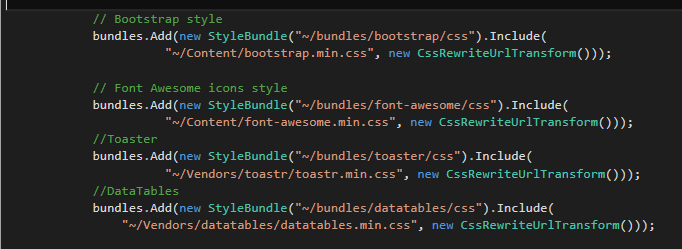 // Bootstrap style
bundles.Add(new StyleBundle("~/bundles/bootstrap/css").Include(
"~/Content/bootstrap.min.css", new CssRewriteUrlTransform()));
// Font Awesome icons style
bundles.Add(new StyleBundle("~/bundles/font-awesome/css").Include(
"~/Content/font-awesome.min.css", new CssRewriteUrlTransform()));
//Toaster
bundles.Add(new StyleBundle("~/bundles/toaster/css").Include(
"~/Vendors/toastr/toastr.min.css", new CssRewriteUrlTransform()));
//DataTables
bundles.Add(new StyleBundle("~/bundles/datatables/css").Include(
"~/Vendors/datatables/datatables.min.css", new CssRewriteUrlTransform()));